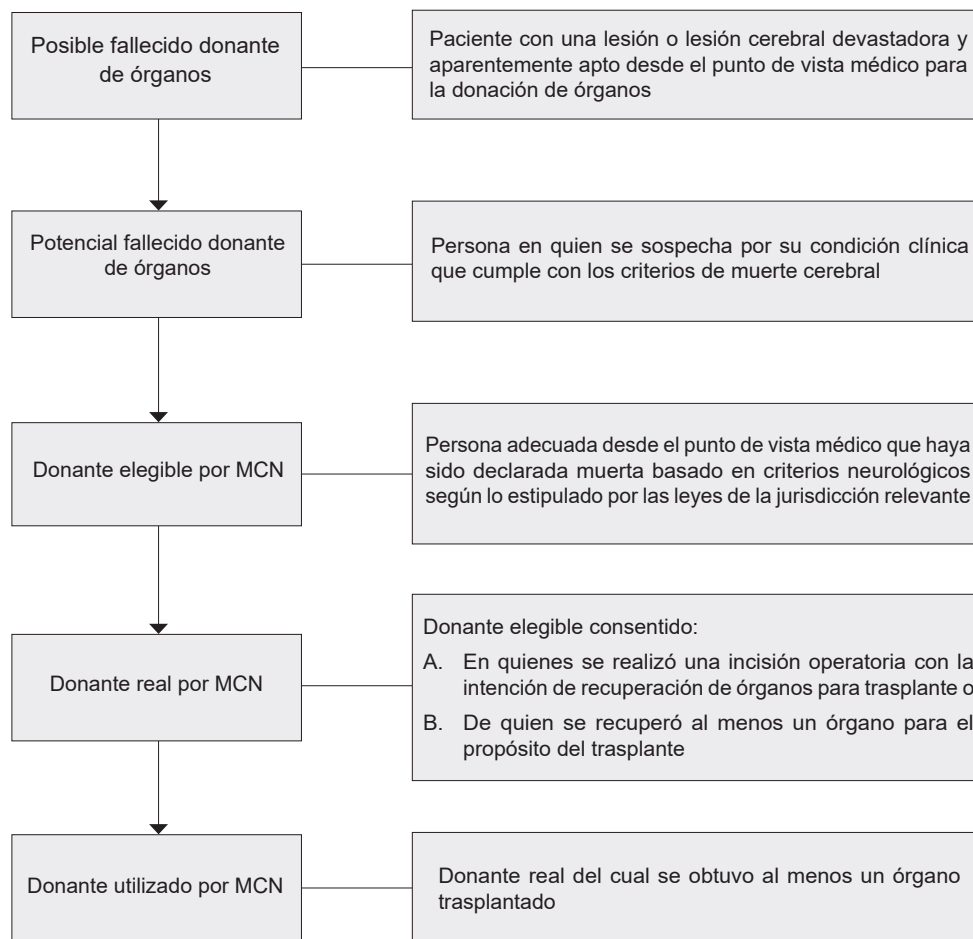 Posible fallecido donante
de órganos
Paciente con una lesión o lesión cerebral devastadora y
aparentemente apto desde el punto de vista médico para
la donación de órganos
Potencial fallecido donante
de órganos
Persona en quien se sospecha por su condición clínica
que cumple con los criterios de muerte cerebral
Donante elegible por MCN
Persona adecuada desde el punto de vista médico que haya
sido declarada muerta basado en criterios neurológicos
según lo estipulado por las leyes de la jurisdicción relevante
Donante real por MCN
Donante elegible consentido:
A. En quienes se realizó una incisión operatoria con la
intención de recuperación de órganos para trasplante o
B. De quien se recuperó al menos un órgano para el
propósito del trasplante
Donante utilizado por MCN
Donante real del cual se obtuvo al menos un órgano
trasplantado